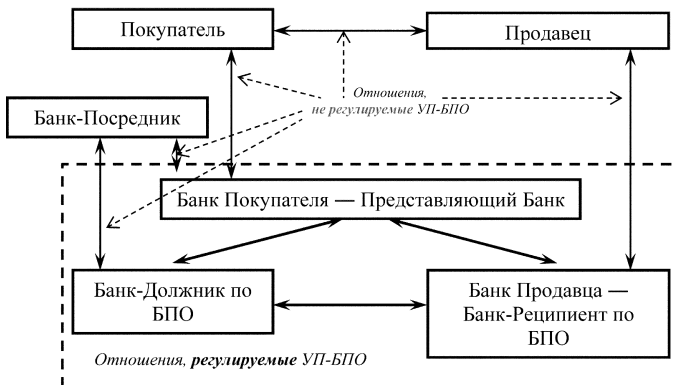 Покупатель
Продавец
Отношения,
не регулируемые УП-БПО
Банк-Посредник
Банк Покупателя — Представляющий Банк
Банк-Должник по
БПО
Банк Продавца —
Банк-Реципиент по
БПО
Отношения, регулируемые УП-БПО